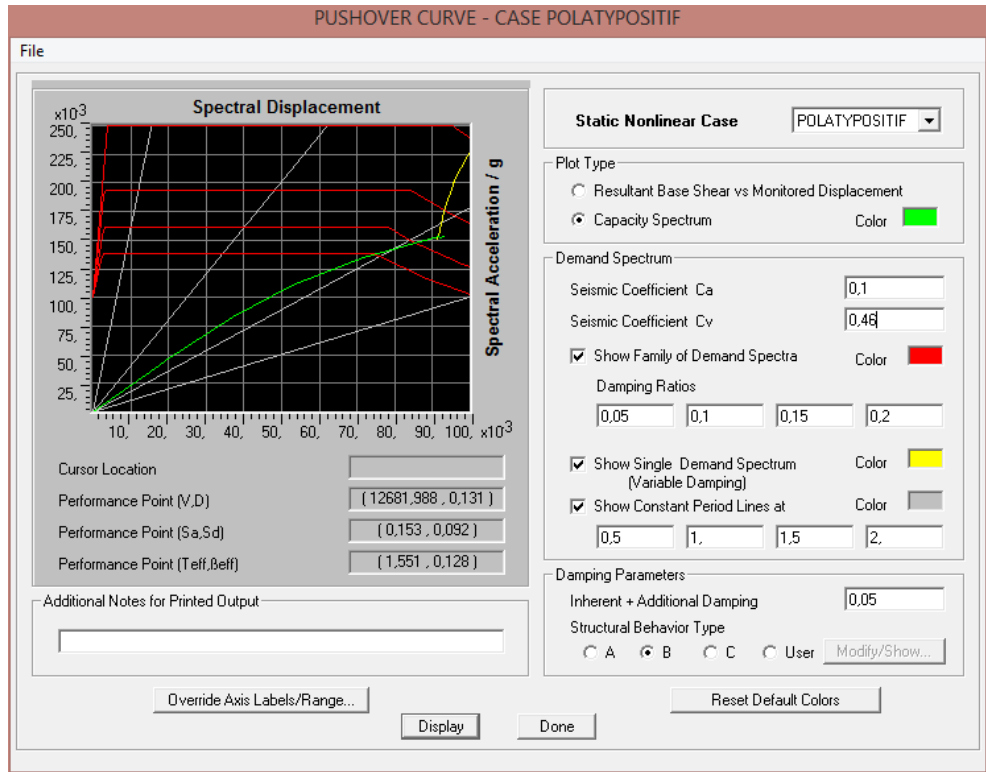 PUSHOVER CURVE - CASE POLATYPOSITIF
File
Spectral Displacement
x10-3
250,
225,
200,
175,
150,
125,
100,
75,
50,
25,
Spectral Acceleration / g
10, 20, 30, 40, 50, 60, 70, 80, 90, 100, x10-3
Cursor Location
Performance Point (V,D) ( 12681,988 , 0,131 )
Performance Point (Sa,Sd) ( 0,153 , 0,092 )
Performance Point (Teff,ßeff) ( 1,551 , 0,128 )
Additional Notes for Printed Output
Override Axis Labels/Range...
Static Nonlinear Case POLATYPOSITIF
Plot Type
Resultant Base Shear vs Monitored Displacement
Capacity Spectrum Color
Demand Spectrum
Seismic Coefficient Ca 0,1
Seismic Coefficient Cv 0,46
Show Family of Demand Spectra Color
Damping Ratios
0,05 0,1 0,15 0,2
Show Single Demand Spectrum Color
(Variable Damping)
Show Constant Period Lines at Color
0,5 1, 1,5 2,
Damping Parameters
Inherent + Additional Damping 0,05
Structural Behavior Type
A B C User Modify/Show...
Reset Default Colors
Display Done